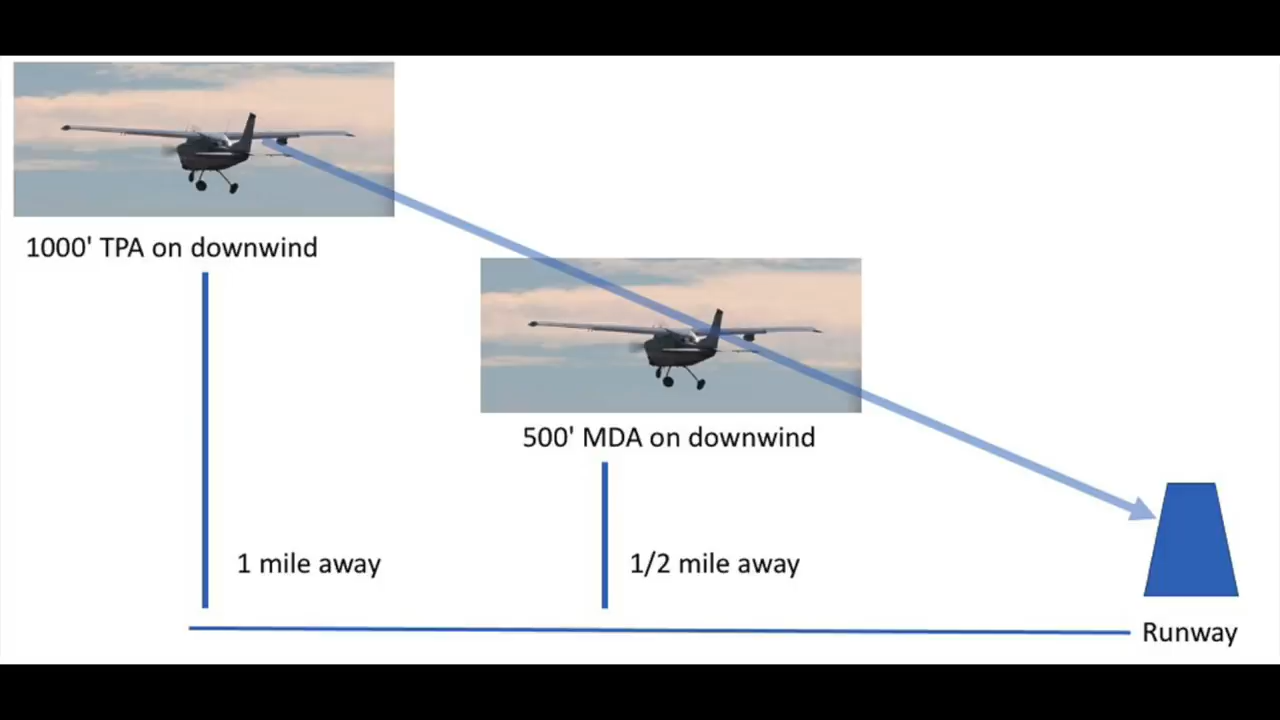 1000' TPA on downwind
500' MDA on downwind
1 mile away
1/2 mile away
Runway